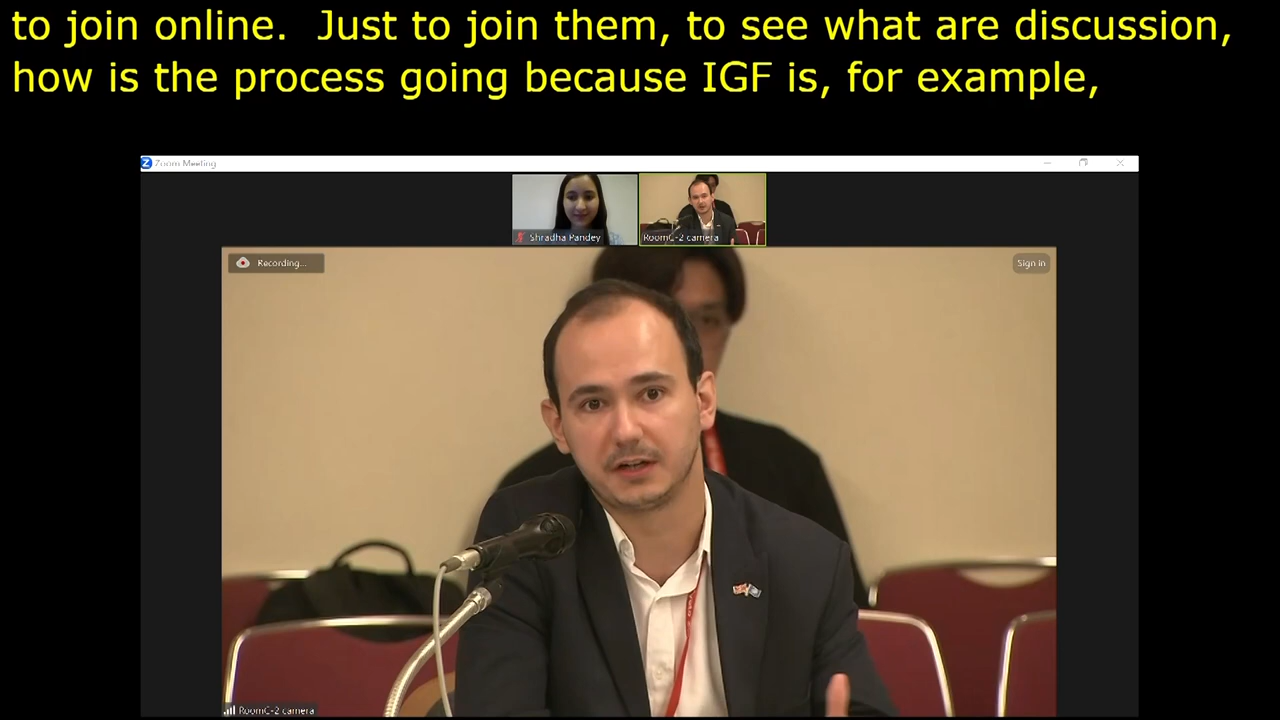 to join online.  Just to join them, to see what are discussion,
how is the process going because IGF is, for example,
Zoom Meeting
Shradha Pandey
RoomC-2 camera
Recording...
Sign in
RoomC-2 camera